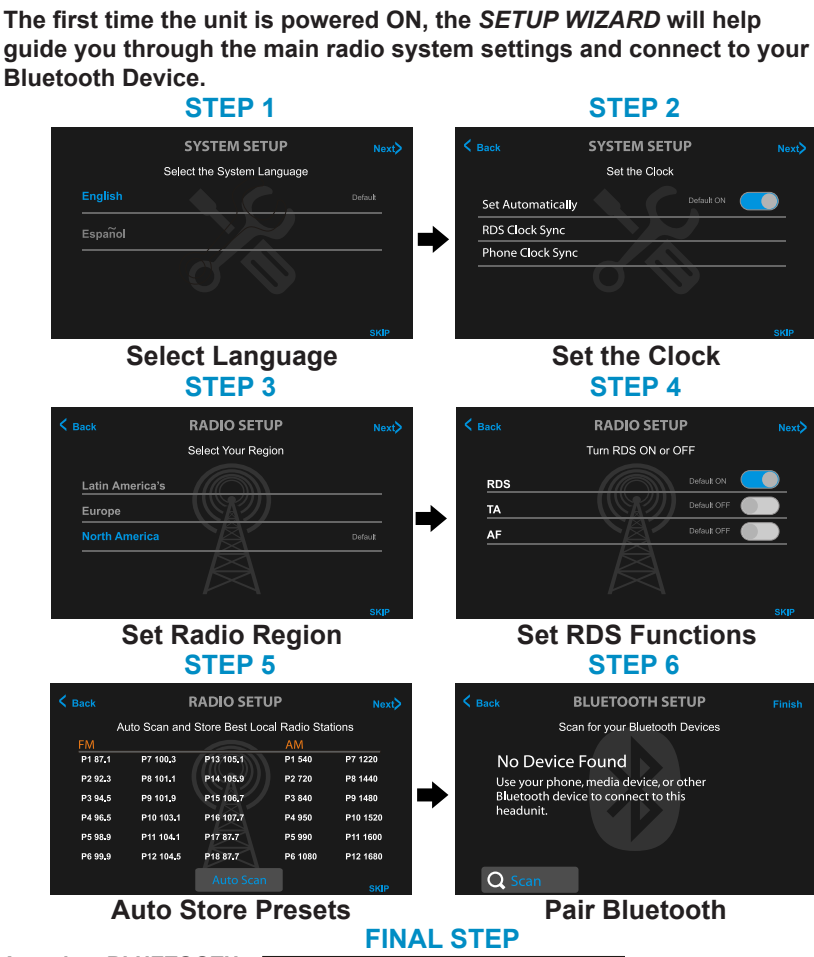 The first time the unit is powered ON, the SETUP WIZARD will help
guide you through the main radio system settings and connect to your
Bluetooth Device.
STEP 1
SYSTEM SETUP
Next
Select the System Language
English
Default
Español
SKIP
Select Language
STEP 2
Back
SYSTEM SETUP
Next
Set the Clock
Set Automatically
Default ON
RDS Clock Sync
Phone Clock Sync
SKIP
Set the Clock
STEP 3
Back
RADIO SETUP
Next
Select Your Region
Latin America's
Europe
North America
Default
SKIP
Set Radio Region
STEP 4
Back
RADIO SETUP
Next
Turn RDS ON or OFF
RDS
Default ON
TA
Default OFF
AF
Default OFF
SKIP
Set RDS Functions
STEP 5
Back
RADIO SETUP
Next
Auto Scan and Store Best Local Radio Stations
FM AM
P1 87.1 P7 100.3 P13 105.1 P1 540 P7 1220
P2 92.3 P8 101.1 P14 105.9 P2 720 P8 1440
P3 94.5 P9 101.9 P15 106.7 P3 840 P9 1480
P4 96.5 P10 103.1 P16 107.7 P4 950 P10 1520
P5 98.9 P11 104.1 P17 87.7 P5 990 P11 1600
P6 99.9 P12 104.5 P18 87.7 P6 1080 P12 1680
Auto Scan
SKIP
Auto Store Presets
STEP 6
Back
BLUETOOTH SETUP
Finish
Scan for your Bluetooth Devices
No Device Found
Use your phone, media device, or other
Bluetooth device to connect to this
headunit.
Scan
Pair Bluetooth
FINAL STEP